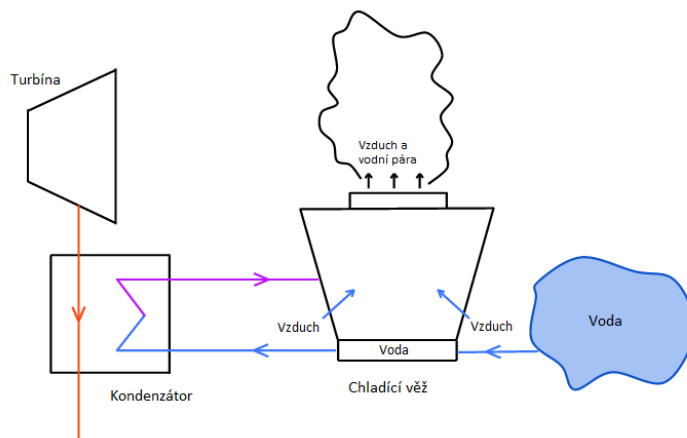 Turbína
Vzduch a
vodní pára
Vzduch
Vzduch
Voda
Voda
Kondenzátor
Chladící věž